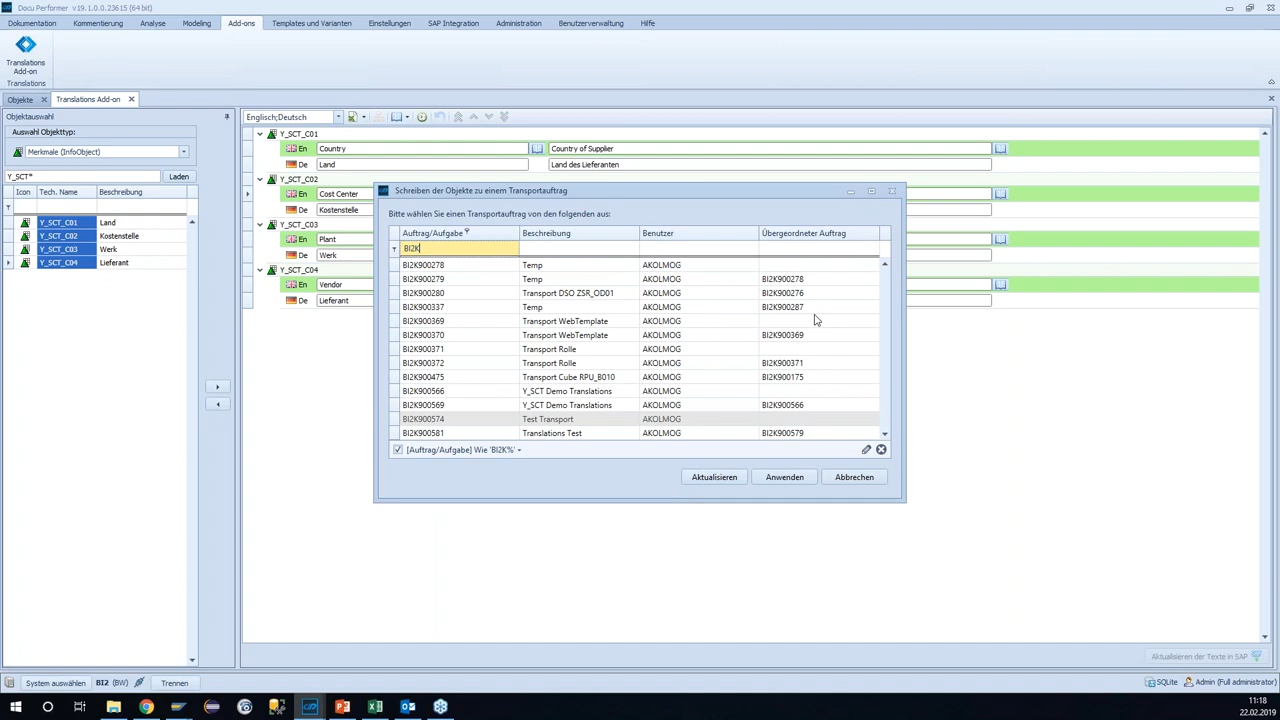 Docu Performer v19.1.0.0.23615 (64 bit)
Dokumentation Kommentierung Analyse Modeling Add-ons Templates und Varianten Einstellungen SAP Integration Administration Benutzerverwaltung Hilfe
Translations
Add-on
Translations
Objekte Translations Add-on
Objektauswahl
Auswahl Objekttyp:
Merkmale (InfoObject)
Y_SCT* Laden
Icon Tech. Name Beschreibung
Y_SCT_C01 Land
Y_SCT_C02 Kostenstelle
Y_SCT_C03 Werk
Y_SCT_C04 Lieferant
Englisch;Deutsch
Y_SCT_C01
En Country Country of Supplier
De Land Land des Lieferanten
Y_SCT_C02
En Cost Center
De Kostenstelle
Y_SCT_C03
En Plant
De Werk
Y_SCT_C04
En Vendor
De Lieferant
Schreiben der Objekte zu einem Transportauftrag
Bitte wählen Sie einen Transportauftrag von den folgenden aus:
Auftrag/Aufgabe Beschreibung Benutzer Übergeordneter Auftrag
BI2K
BI2K900278 Temp AKOLMOG
BI2K900279 Temp AKOLMOG BI2K900278
BI2K900280 Transport DSO ZSR_OD01 AKOLMOG BI2K900276
BI2K900337 Temp AKOLMOG BI2K900287
BI2K900369 Transport WebTemplate AKOLMOG
BI2K900370 Transport WebTemplate AKOLMOG BI2K900369
BI2K900371 Transport Rolle AKOLMOG
BI2K900372 Transport Rolle AKOLMOG BI2K900371
BI2K900475 Transport Cube RPU_B010 AKOLMOG BI2K900175
BI2K900566 Y_SCT Demo Translations AKOLMOG
BI2K900569 Y_SCT Demo Translations AKOLMOG BI2K900566
BI2K900574 Test Transport AKOLMOG
BI2K900581 Translations Test AKOLMOG BI2K900579
[Auftrag/Aufgabe] Wie 'BI2K%'
Aktualisieren Anwenden Abbrechen
Aktualisieren der Texte in SAP
System auswählen BI2 (BW) Trennen SQLite Admin (Full administrator)
11:18
22.02.2019